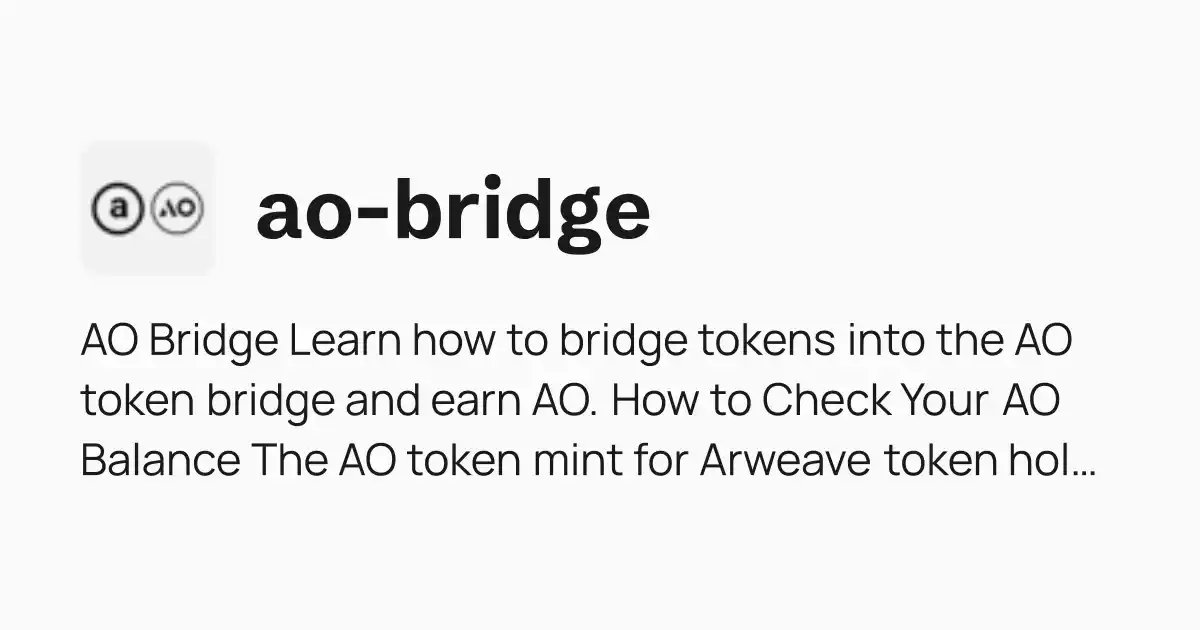 a AO ao-bridge
AO Bridge Learn how to bridge tokens into the AO
token bridge and earn AO. How to Check Your AO
Balance The AO token mint for Arweave token hol…